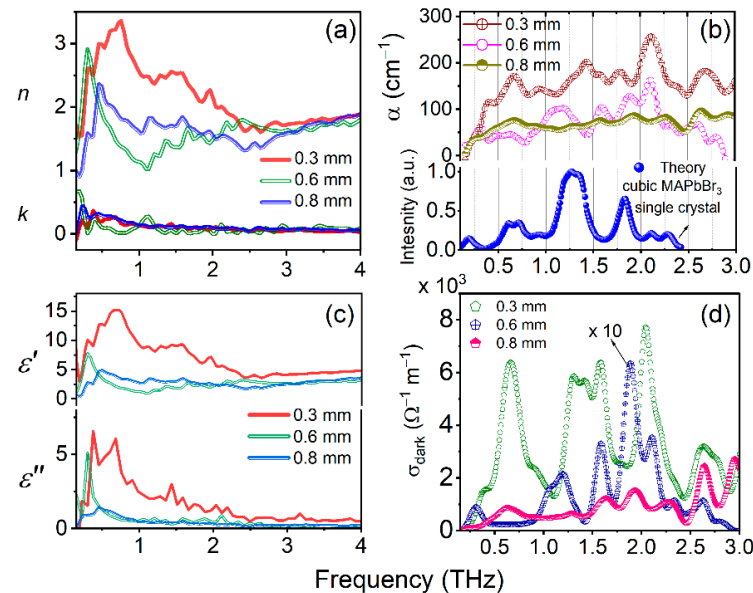 (a)
3
2
1
0
n
k
0.3 mm
0.6 mm
0.8 mm
1 2 3 4
(b)
300
250
200
150
100
50
0
α (cm⁻¹)
0.3 mm
0.6 mm
0.8 mm
1.0
0.5
0.0
Intesnity (a.u.)
Theory
cubic MAPbBr₃
single crystal
0.5 1.0 1.5 2.0 2.5 3.0
(c)
15
10
5
0
ε'
5
0
ε''
0.3 mm
0.6 mm
0.8 mm
1 2 3 4
× 10³
(d)
8
6
4
2
0
σdark (Ω⁻¹ m⁻¹)
0.3 mm
0.6 mm
0.8 mm
x 10
0.5 1.0 1.5 2.0 2.5 3.0
Frequency (THz)